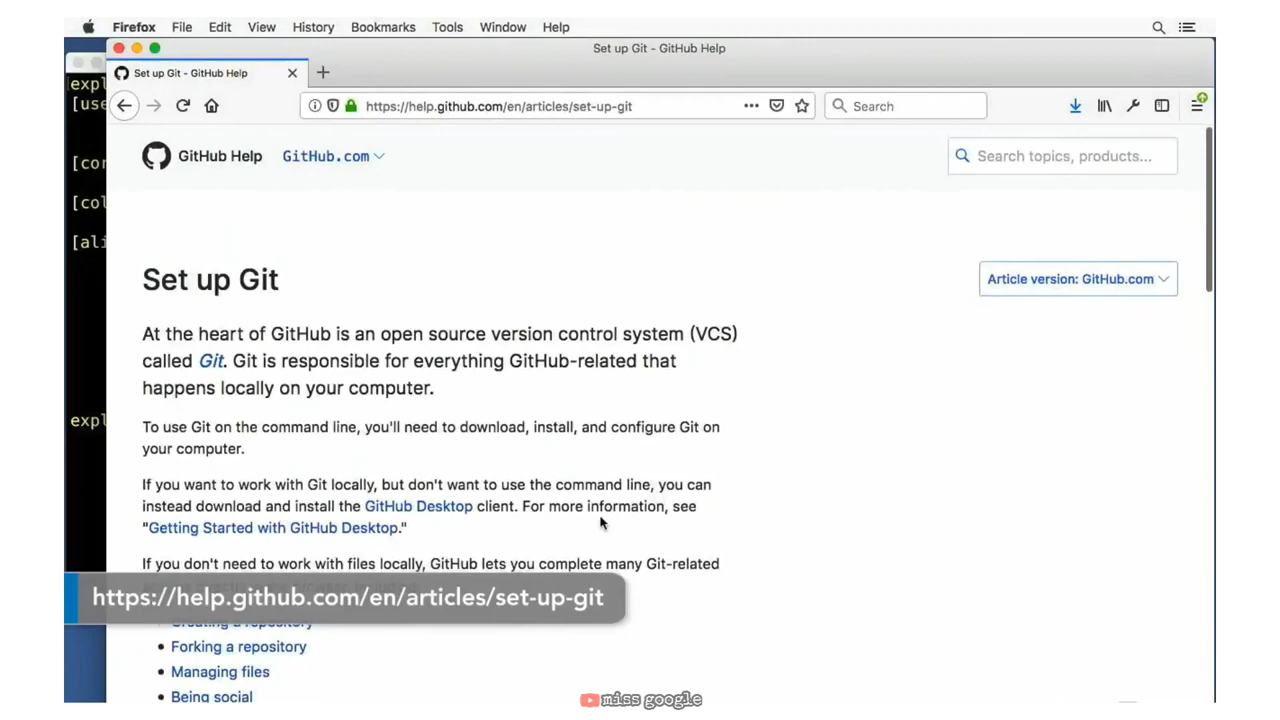 Firefox File Edit View History Bookmarks Tools Window Help
Set up Git - GitHub Help
Set up Git - GitHub Help
https://help.github.com/en/articles/set-up-git
Search
expl
[use
[cor
[col
[ali
expl
GitHub Help GitHub.com
Search topics, products...
Set up Git
Article version: GitHub.com
At the heart of GitHub is an open source version control system (VCS)
called Git. Git is responsible for everything GitHub-related that
happens locally on your computer.
To use Git on the command line, you'll need to download, install, and configure Git on
your computer.
If you want to work with Git locally, but don't want to use the command line, you can
instead download and install the GitHub Desktop client. For more information, see
"Getting Started with GitHub Desktop."
If you don't need to work with files locally, GitHub lets you complete many Git-related
https://help.github.com/en/articles/set-up-git
Creating a repository
Forking a repository
Managing files
Being social
miss google